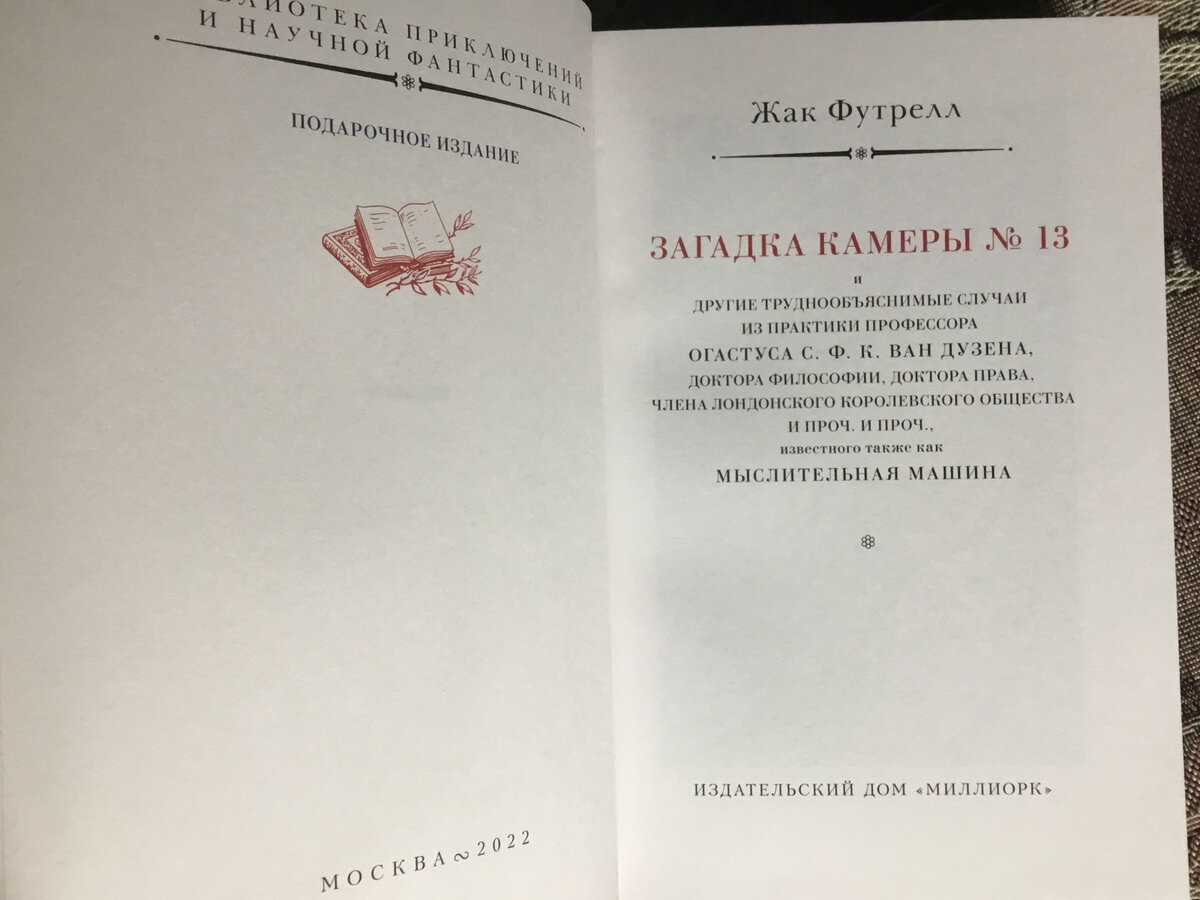 ПРИКЛЮЧЕНИЙ
И НАУЧНОЙ ФАНТАСТИКИ
ПОДАРОЧНОЕ ИЗДАНИЕ
МОСКВА 2022
Жак Футрелл
ЗАГАДКА КАМЕРЫ № 13
и
ДРУГИЕ ТРУДНООБЪЯСНИМЫЕ СЛУЧАИ
ИЗ ПРАКТИКИ ПРОФЕССОРА
ОГАСТУСА С. Ф. К. ВАН ДУЗЕНА,
ДОКТОРА ФИЛОСОФИИ, ДОКТОРА ПРАВА,
ЧЛЕНА ЛОНДОНСКОГО КОРОЛЕВСКОГО ОБЩЕСТВА
И ПРОЧ. И ПРОЧ.,
известного также как
МЫСЛИТЕЛЬНАЯ МАШИНА
ИЗДАТЕЛЬСКИЙ ДОМ «МИЛЛИОРК»